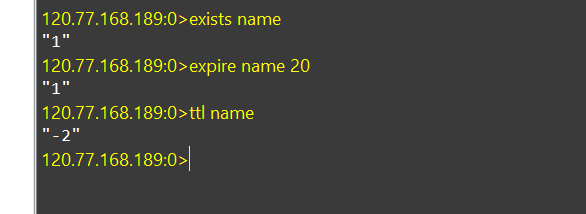 120.77.168.189:0>exists name
"1"
120.77.168.189:0>expire name 20
"1"
120.77.168.189:0>ttl name
"-2"
120.77.168.189:0>